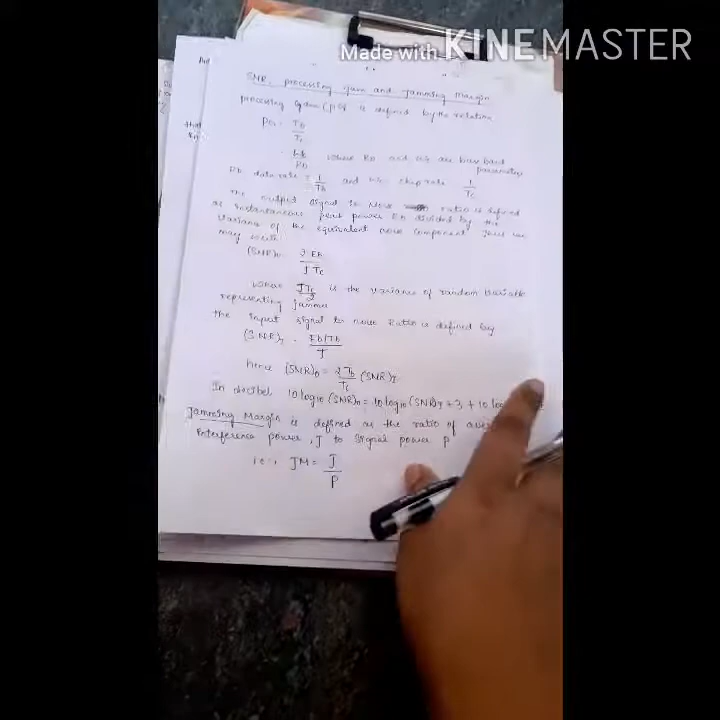 Made with KINEMASTER
SNR, processing gain and Jamming Margin
processing Gain (PG) is defined by the relation
PG = Tb
Tc
= Wc
Rb where Rb and Wc are base band parameters
Rb data rate = 1/Tb and Wc chip rate 1/Tc
The output signal to Noise ratio is defined
as instantaneous peak power Eb divided by the
variance of the equivalent noise component Thus we
may write
(SNR)o = 2Eb
JTc
where JTc/2 is the variance of random variable
representing Jammer
the input signal to noise Ratio is defined by
(SNR)I = Eb/Tb
J
hence (SNR)o = 2Tb/Tc (SNR)I
In decibel 10 log10 (SNR)o = 10 log10 (SNR)I + 3 + 10 log
Jamming Margin is defined as the ratio of
Interference power, J to signal power P
i.e., JM = J
P